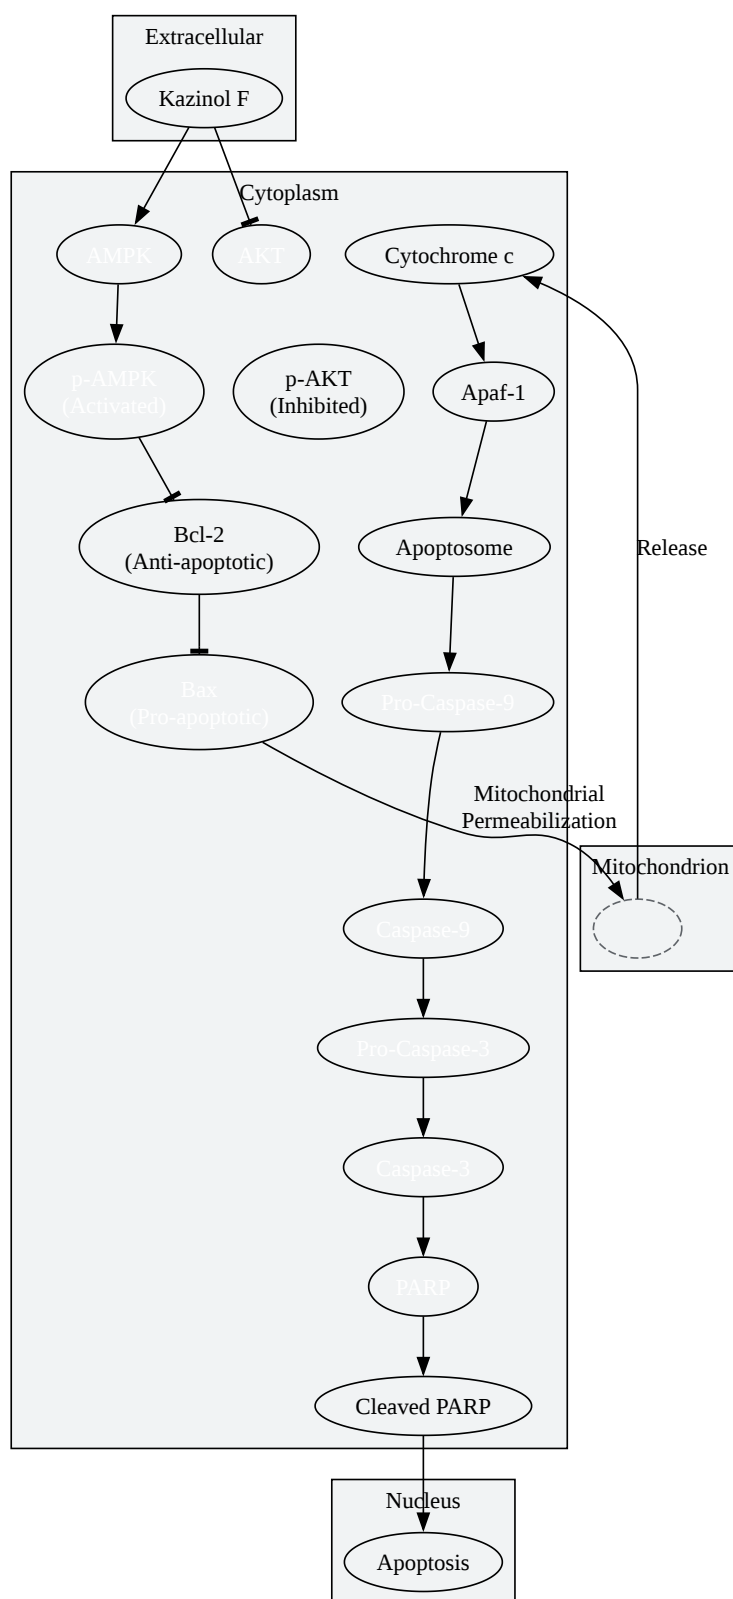 Extracellular
Kazinol F
Cytoplasm
AMPK
AKT
Cytochrome c
p-AMPK
(Activated)
p-AKT
(Inhibited)
Apaf-1
Bcl-2
(Anti-apoptotic)
Apoptosome
Release
Bax
(Pro-apoptotic)
Pro-Caspase-9
Mitochondrial
Permeabilization
Mitochondrion
Caspase-9
Pro-Caspase-3
Caspase-3
PARP
Cleaved PARP
Nucleus
Apoptosis